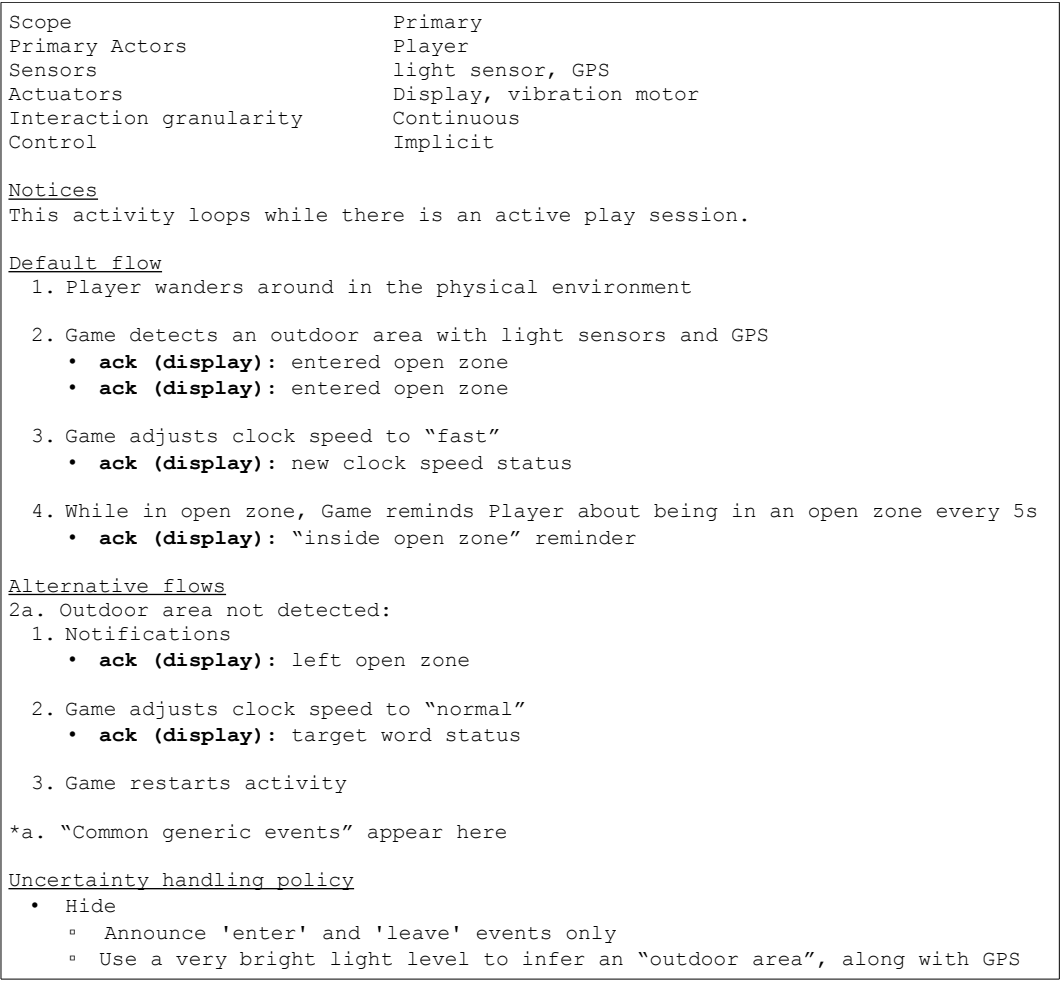 Scope Primary
Primary Actors Player
Sensors light sensor, GPS
Actuators Display, vibration motor
Interaction granularity Continuous
Control Implicit
Notices
This activity loops while there is an active play session.
Default flow
1. Player wanders around in the physical environment
2. Game detects an outdoor area with light sensors and GPS
• ack (display): entered open zone
• ack (display): entered open zone
3. Game adjusts clock speed to “fast”
• ack (display): new clock speed status
4. While in open zone, Game reminds Player about being in an open zone every 5s
• ack (display): “inside open zone” reminder
Alternative flows
2a. Outdoor area not detected:
1. Notifications
• ack (display): left open zone
2. Game adjusts clock speed to “normal”
• ack (display): target word status
3. Game restarts activity
*a. “Common generic events” appear here
Uncertainty handling policy
• Hide
▫ Announce 'enter' and 'leave' events only
▫ Use a very bright light level to infer an “outdoor area”, along with GPS